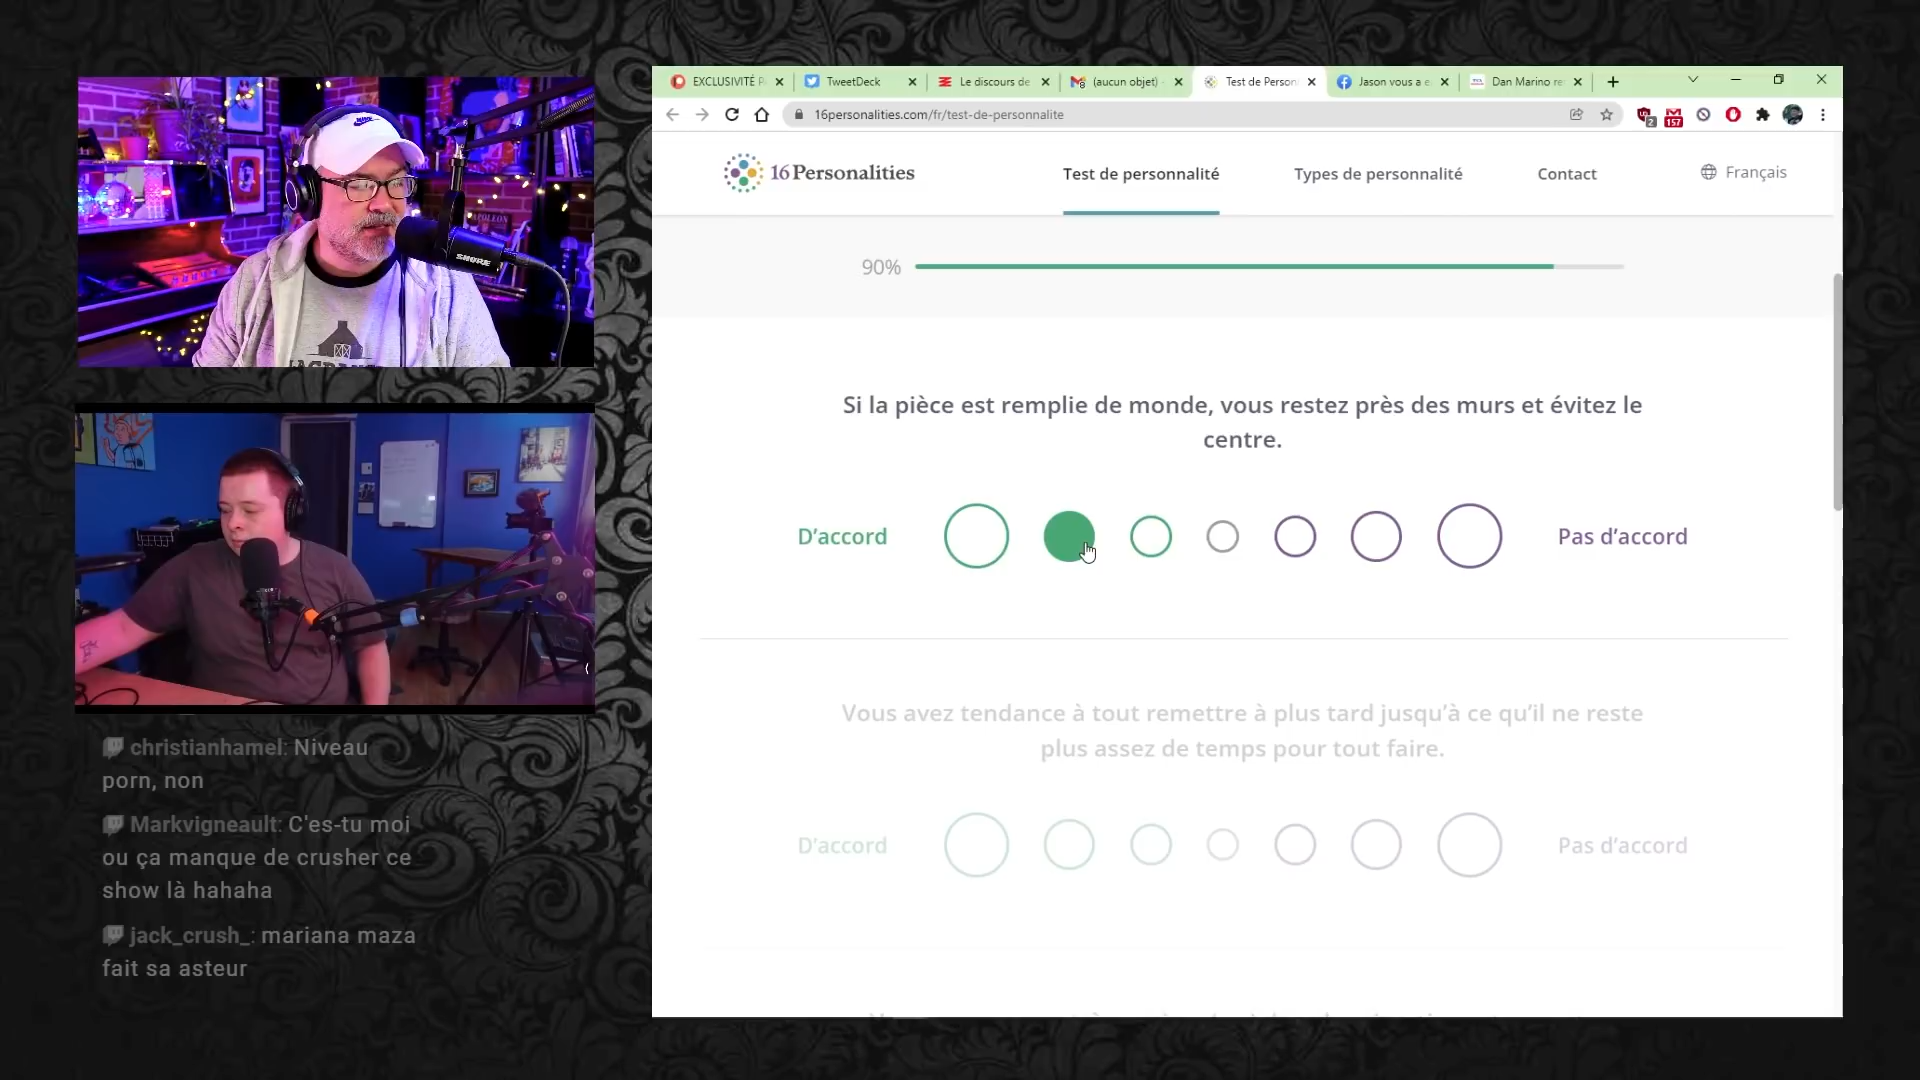 SHURE
NAPOLEON
christianhamel: Niveau
porn, non
Markvigneault: C'es-tu moi
ou ça manque de crusher ce
show là hahaha
jack_crush_: mariana maza
fait sa asteur
EXCLUSIVITÉ
TweetDeck
Le discours de
(aucun objet)
Test de Person
Jason vous a e
Dan Marino re
16personalities.com/fr/test-de-personnalite
2
157
16Personalities
Test de personnalité
Types de personnalité
Contact
Français
90%
Si la pièce est remplie de monde, vous restez près des murs et évitez le
centre.
D'accord
Pas d'accord
Vous avez tendance à tout remettre à plus tard jusqu'à ce qu'il ne reste
plus assez de temps pour tout faire.
D'accord
Pas d'accord